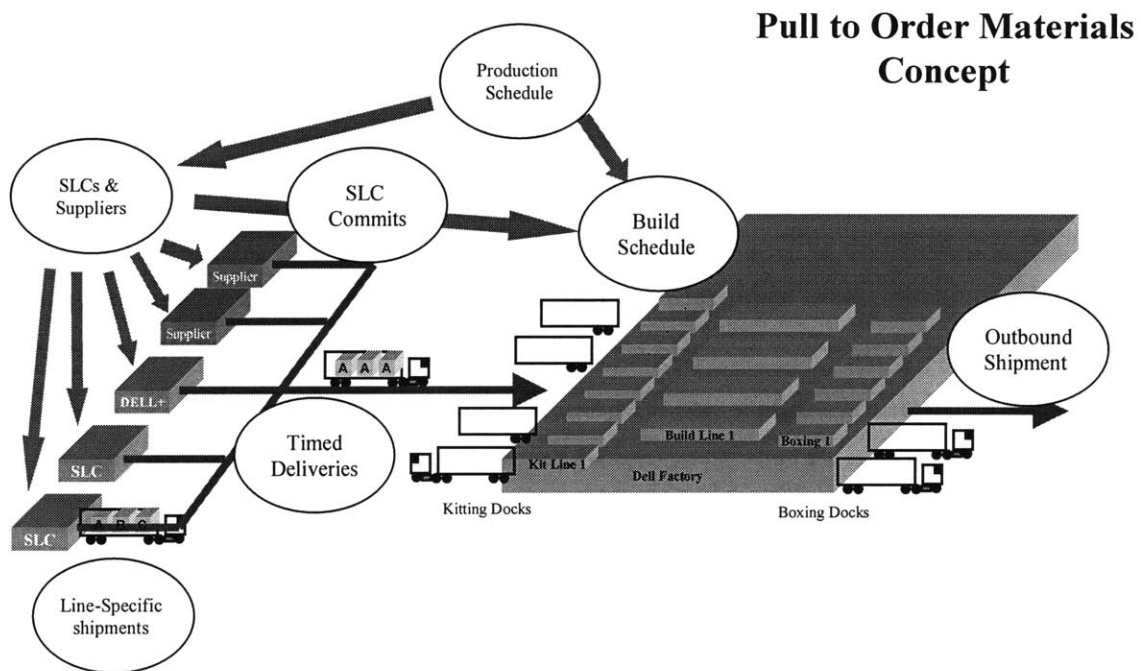 Pull to Order Materials
Concept
Production
Schedule
SLCs &
Suppliers
SLC
Commits
Build
Schedule
Supplier
Supplier
Outbound
Shipment
A A A
DELL+
Timed
Deliveries
Build Line 1
Boxing 1
SLC
Kit Line 1
Dell Factory
Kitting Docks
Boxing Docks
A B C
SLC
Line-Specific
shipments